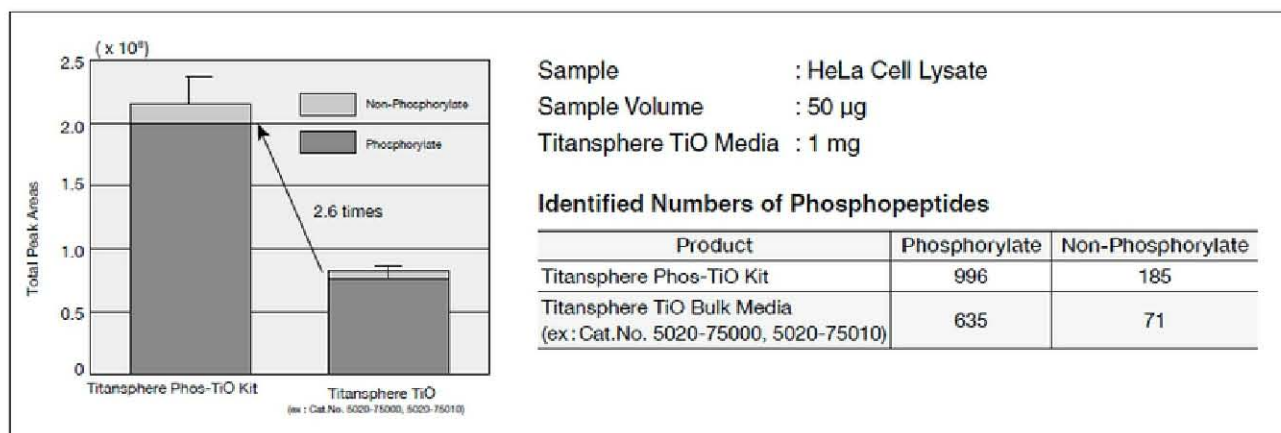 ( x 10⁸)
2.5
2.0
1.5
1.0
0.5
0
Total Peak Areas
Non-Phosphorylate
Phosphorylate
2.6 times
Titansphere Phos-TiO Kit
Titansphere TiO
(ex : Cat.No. 5020-75000, 5020-75010)
Sample : HeLa Cell Lysate
Sample Volume : 50 µg
Titansphere TiO Media : 1 mg
Identified Numbers of Phosphopeptides
Product Phosphorylate Non-Phosphorylate
Titansphere Phos-TiO Kit 996 185
Titansphere TiO Bulk Media
(ex : Cat.No. 5020-75000, 5020-75010) 635 71